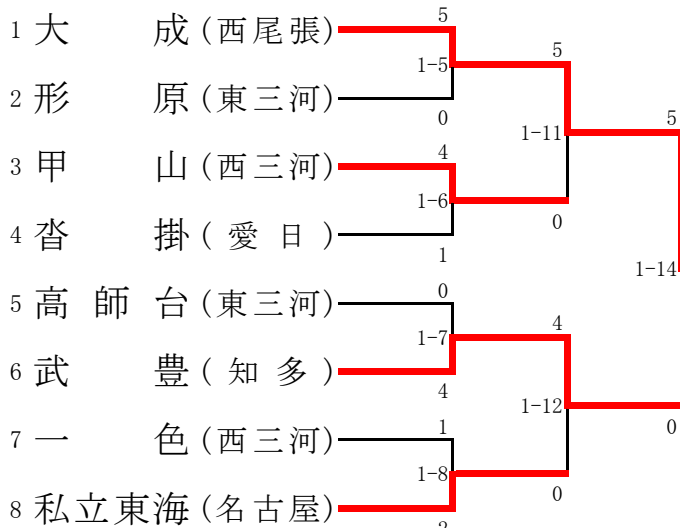 1 大成 (西尾張)
2 形原 (東三河)
3 甲山 (西三河)
4 沓掛 (愛日)
5 高師台 (東三河)
6 武豊 (知多)
7 一色 (西三河)
8 私立東海 (名古屋)
5
1-5
0
4
1-6
1
0
1-7
4
1
1-8
5
1-11
0
4
1-12
0
5
1-14
0